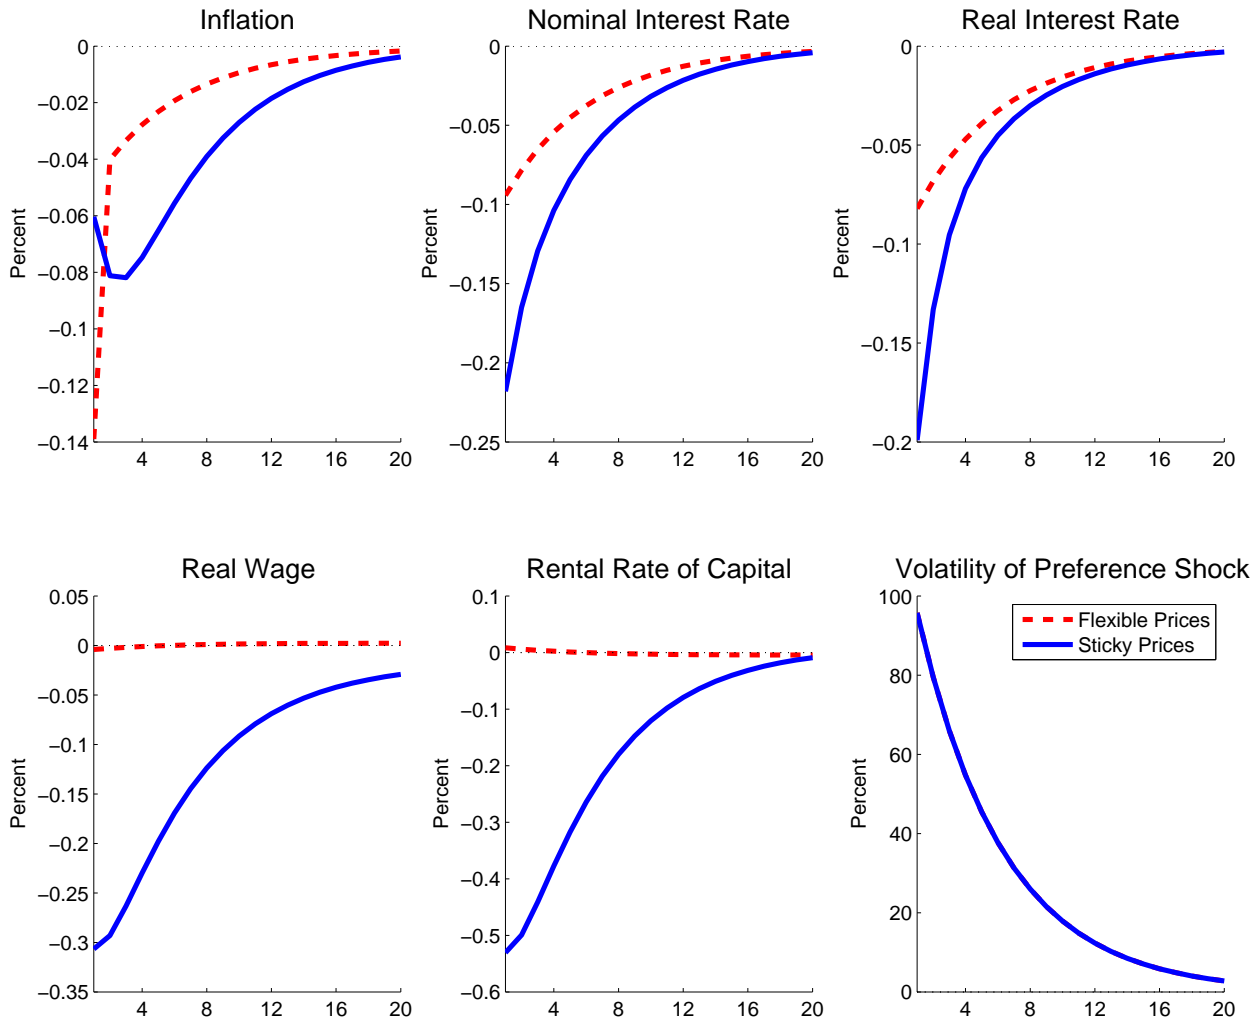 Inflation
Nominal Interest Rate
Real Interest Rate
0
−0.02
−0.04
−0.06
−0.08
−0.1
−0.12
−0.14
Percent
4 8 12 16 20
0
−0.05
−0.1
−0.15
−0.2
−0.25
Percent
4 8 12 16 20
0
−0.05
−0.1
−0.15
−0.2
Percent
4 8 12 16 20
Real Wage
Rental Rate of Capital
Volatility of Preference Shock
0.05
0
−0.05
−0.1
−0.15
−0.2
−0.25
−0.3
−0.35
Percent
4 8 12 16 20
0.1
0
−0.1
−0.2
−0.3
−0.4
−0.5
−0.6
Percent
4 8 12 16 20
100
80
60
40
20
0
Percent
4 8 12 16 20
Flexible Prices
Sticky Prices